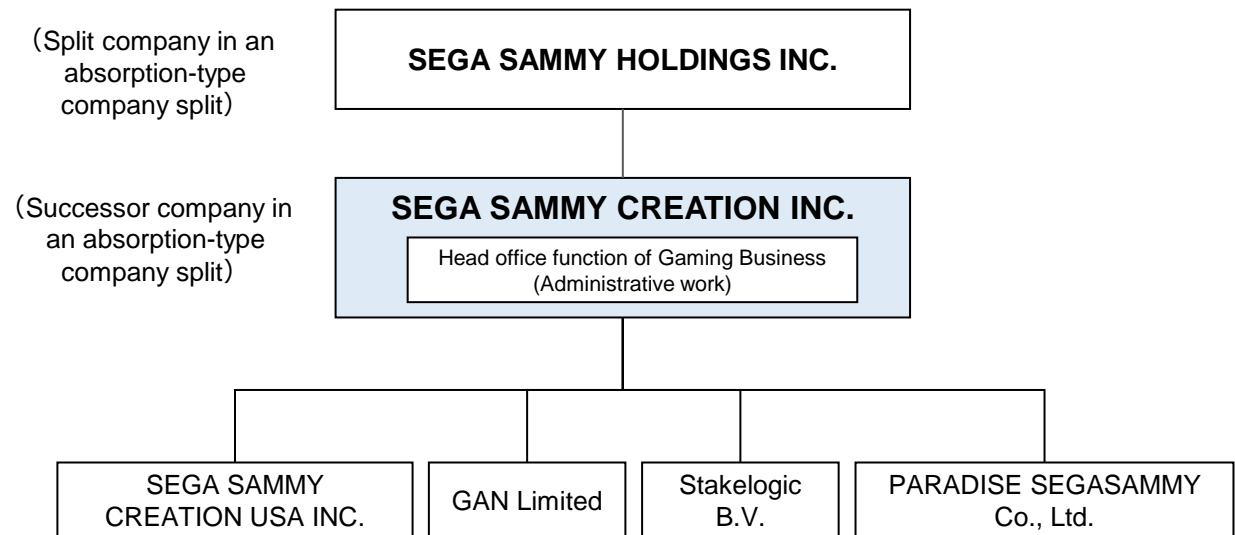 （Split company in an
absorption-type
company split）
SEGA SAMMY HOLDINGS INC.
（Successor company in
an absorption-type
company split）
SEGA SAMMY CREATION INC.
Head office function of Gaming Business
(Administrative work)
SEGA SAMMY
CREATION USA INC.
GAN Limited
Stakelogic
B.V.
PARADISE SEGASAMMY
Co., Ltd.